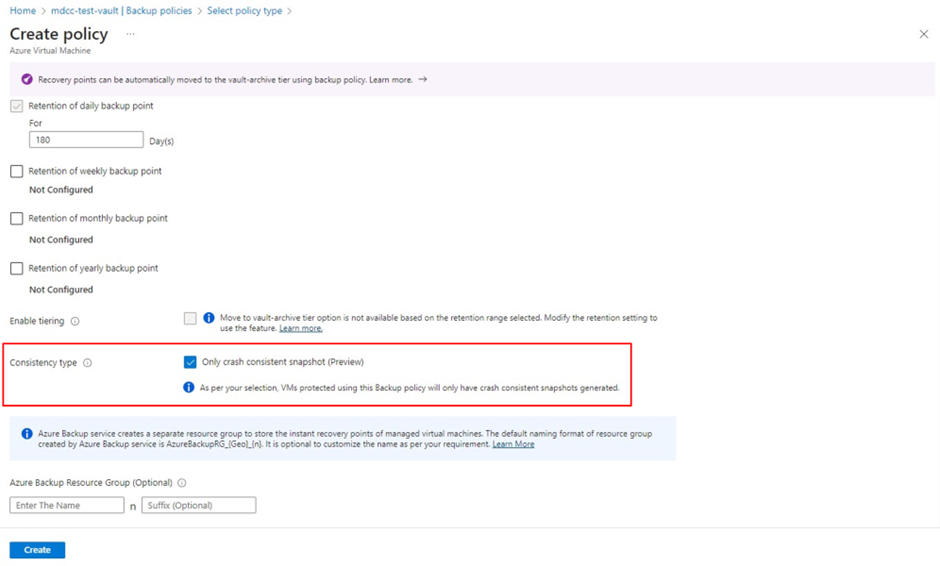 Home > mdcc-test-vault | Backup policies > Select policy type >
Create policy ...
Azure Virtual Machine
Recovery points can be automatically moved to the vault-archive tier using backup policy. Learn more. →
Retention of daily backup point
For
180 Day(s)
Retention of weekly backup point
Not Configured
Retention of monthly backup point
Not Configured
Retention of yearly backup point
Not Configured
Enable tiering
Move to vault-archive tier option is not available based on the retention range selected. Modify the retention setting to
use the feature. Learn more.
Consistency type
Only crash consistent snapshot (Preview)
As per your selection, VMs protected using this Backup policy will only have crash consistent snapshots generated.
Azure Backup service creates a separate resource group to store the instant recovery points of managed virtual machines. The default naming format of resource group
created by Azure Backup service is AzureBackupRG_{Geo}_{n}. It is optional to customize the name as per your requirement. Learn More
Azure Backup Resource Group (Optional)
Enter The Name n Suffix (Optional)
Create